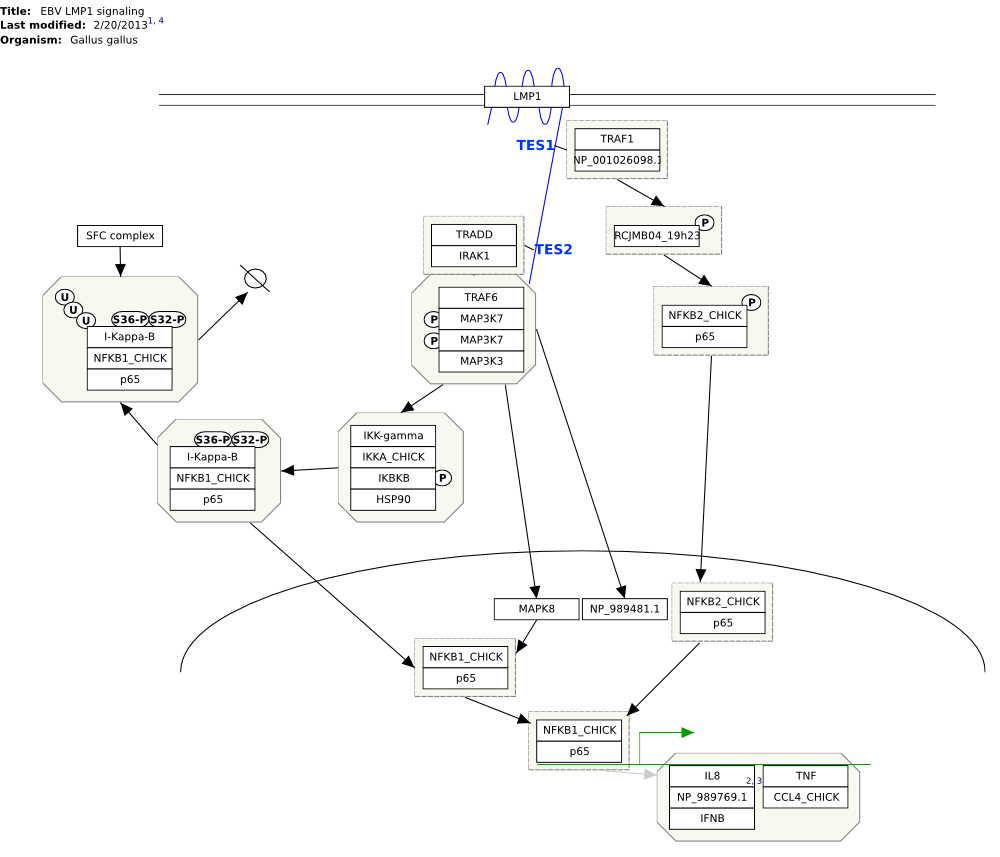 Title: EBV LMP1 signaling
Last modified: 2/20/2013 1, 4
Organism: Gallus gallus
LMP1
TES1
TRAF1
NP_001026098.1
RCJMB04_19h23
P
NFKB2_CHICK
P
p65
TRADD
IRAK1
TES2
TRAF6
P
MAP3K7
P
MAP3K7
MAP3K3
SFC complex
U
U
U
S36-P
S32-P
I-Kappa-B
NFKB1_CHICK
p65
S36-P
S32-P
I-Kappa-B
NFKB1_CHICK
p65
IKK-gamma
IKKA_CHICK
IKBKB
P
HSP90
MAPK8
NP_989481.1
NFKB2_CHICK
p65
NFKB1_CHICK
p65
NFKB1_CHICK
p65
IL8
2, 3
NP_989769.1
IFNB
TNF
CCL4_CHICK